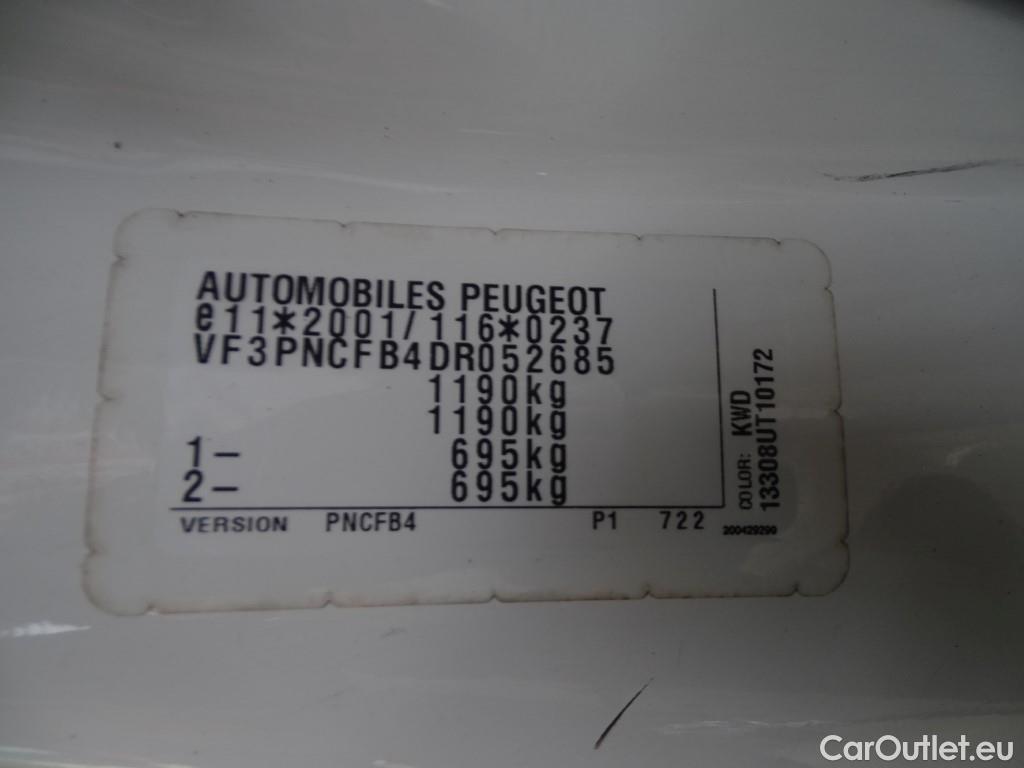 AUTOMOBILES PEUGEOT
e11*2001/116*0237
VF3PNCFB4DR052685
1190kg
1190kg
1- 695kg
2- 695kg
VERSION PNCFB4 P1 722
COLOR: KWD
13308UT10172
200429290
CarOutlet.eu